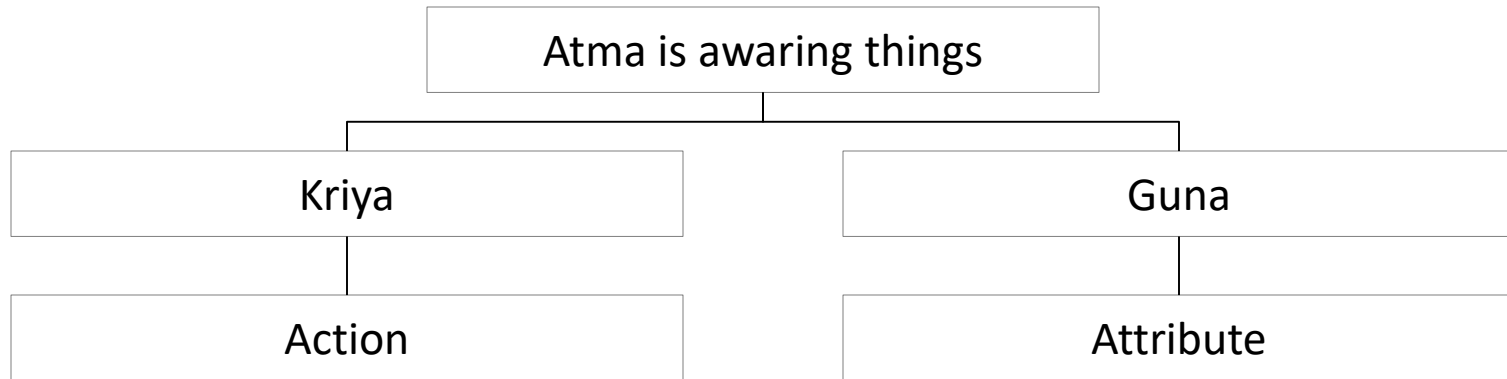 Atma is awaring things
Kriya
Guna
Action
Attribute